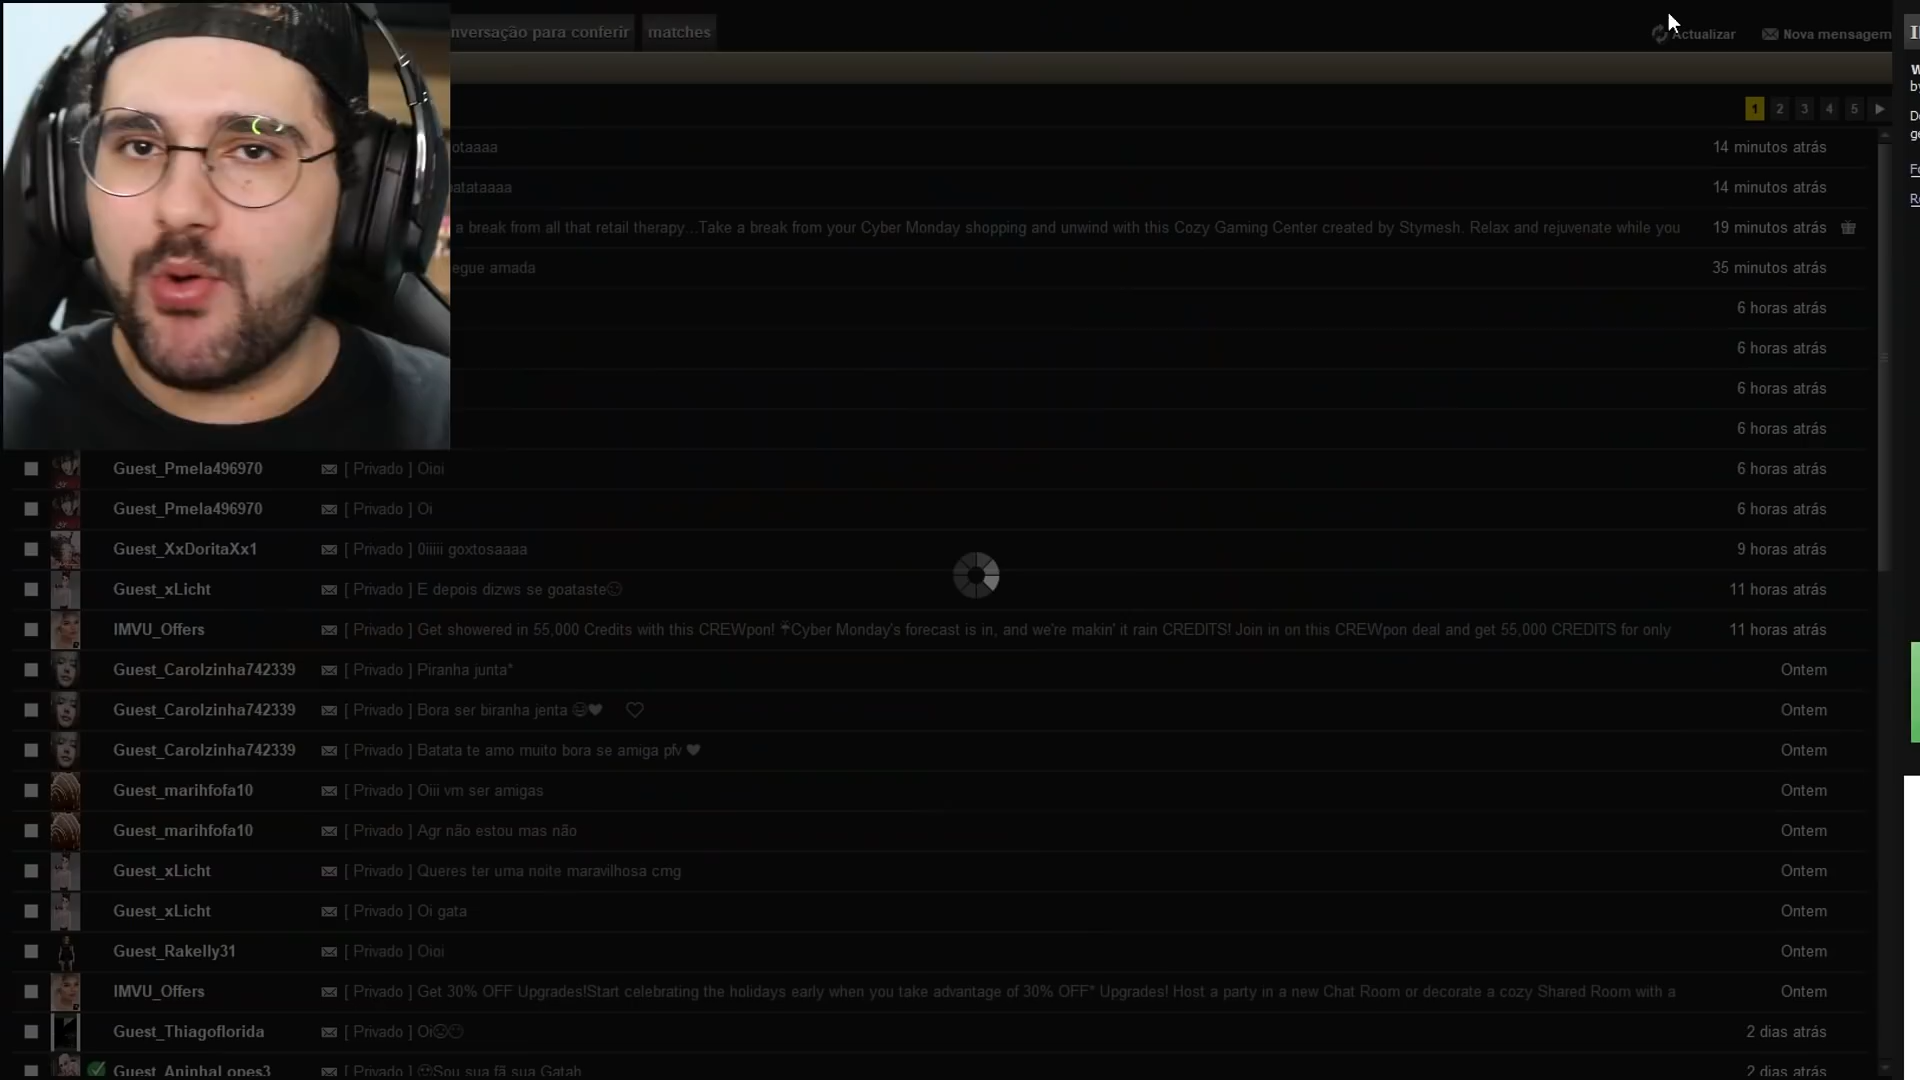 nversação para conferir matches Actualizar Nova mensagem
1 2 3 4 5
otaaaa 14 minutos atrás
atataaaa 14 minutos atrás
a break from all that retail therapy...Take a break from your Cyber Monday shopping and unwind with this Cozy Gaming Center created by Stymesh. Relax and rejuvenate while you 19 minutos atrás
egue amada 35 minutos atrás
6 horas atrás
6 horas atrás
6 horas atrás
6 horas atrás
Guest_Pmela496970 [ Privado ] Oioi 6 horas atrás
Guest_Pmela496970 [ Privado ] Oi 6 horas atrás
Guest_XxDoritaXx1 [ Privado ] 0iiiii goxtosaaaa 9 horas atrás
Guest_xLicht [ Privado ] E depois dizws se goataste 11 horas atrás
IMVU_Offers [ Privado ] Get showered in 55,000 Credits with this CREWpon! ☔Cyber Monday's forecast is in, and we're makin' it rain CREDITS! Join in on this CREWpon deal and get 55,000 CREDITS for only 11 horas atrás
Guest_Carolzinha742339 [ Privado ] Piranha junta* Ontem
Guest_Carolzinha742339 [ Privado ] Bora ser biranha jenta 😂♥ ♡ Ontem
Guest_Carolzinha742339 [ Privado ] Batata te amo muito bora se amiga pfv ♥ Ontem
Guest_marihfofa10 [ Privado ] Oiii vm ser amigas Ontem
Guest_marihfofa10 [ Privado ] Agr não estou mas não Ontem
Guest_xLicht [ Privado ] Queres ter uma noite maravilhosa cmg Ontem
Guest_xLicht [ Privado ] Oi gata Ontem
Guest_Rakelly31 [ Privado ] Oioi Ontem
IMVU_Offers [ Privado ] Get 30% OFF Upgrades!Start celebrating the holidays early when you take advantage of 30% OFF* Upgrades! Host a party in a new Chat Room or decorate a cozy Shared Room with a Ontem
Guest_Thiagoflorida [ Privado ] Oi 2 dias atrás
Guest_AninhaLopes3 [ Privado ] Sou sua fã sua Gatah 2 dias atrás